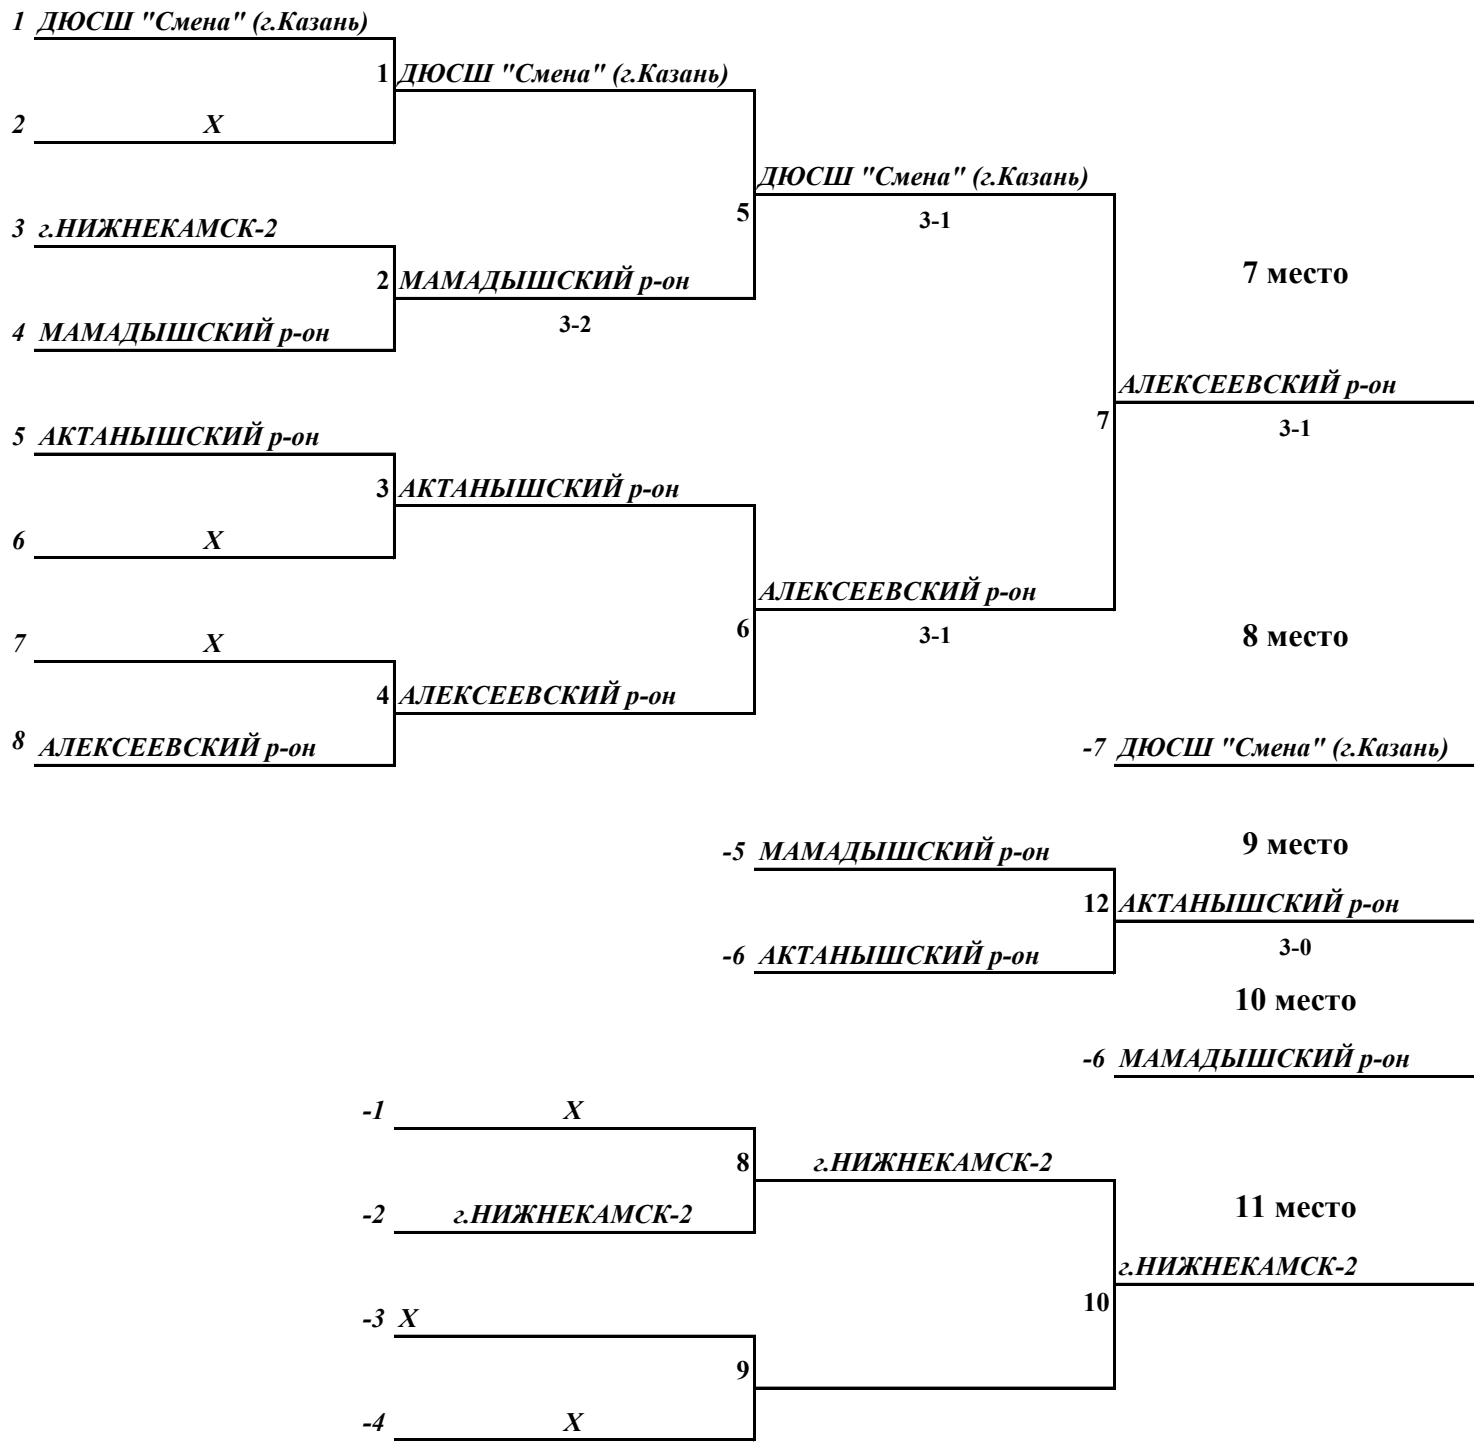 1 ДЮСШ "Смена" (г.Казань)
1 ДЮСШ "Смена" (г.Казань)
2 Х
ДЮСШ "Смена" (г.Казань)
5 3-1
3 г.НИЖНЕКАМСК-2
2 МАМАДЫШСКИЙ р-он 7 место
3-2
4 МАМАДЫШСКИЙ р-он
АЛЕКСЕЕВСКИЙ р-он
7 3-1
5 АКТАНЫШСКИЙ р-он
3 АКТАНЫШСКИЙ р-он
6 Х
АЛЕКСЕЕВСКИЙ р-он
6 3-1 8 место
7 Х
4 АЛЕКСЕЕВСКИЙ р-он
8 АЛЕКСЕЕВСКИЙ р-он -7 ДЮСШ "Смена" (г.Казань)
-5 МАМАДЫШСКИЙ р-он 9 место
12 АКТАНЫШСКИЙ р-он
-6 АКТАНЫШСКИЙ р-он 3-0
10 место
-6 МАМАДЫШСКИЙ р-он
-1 Х
8 г.НИЖНЕКАМСК-2
-2 г.НИЖНЕКАМСК-2 11 место
г.НИЖНЕКАМСК-2
10
-3 Х
9
-4 Х